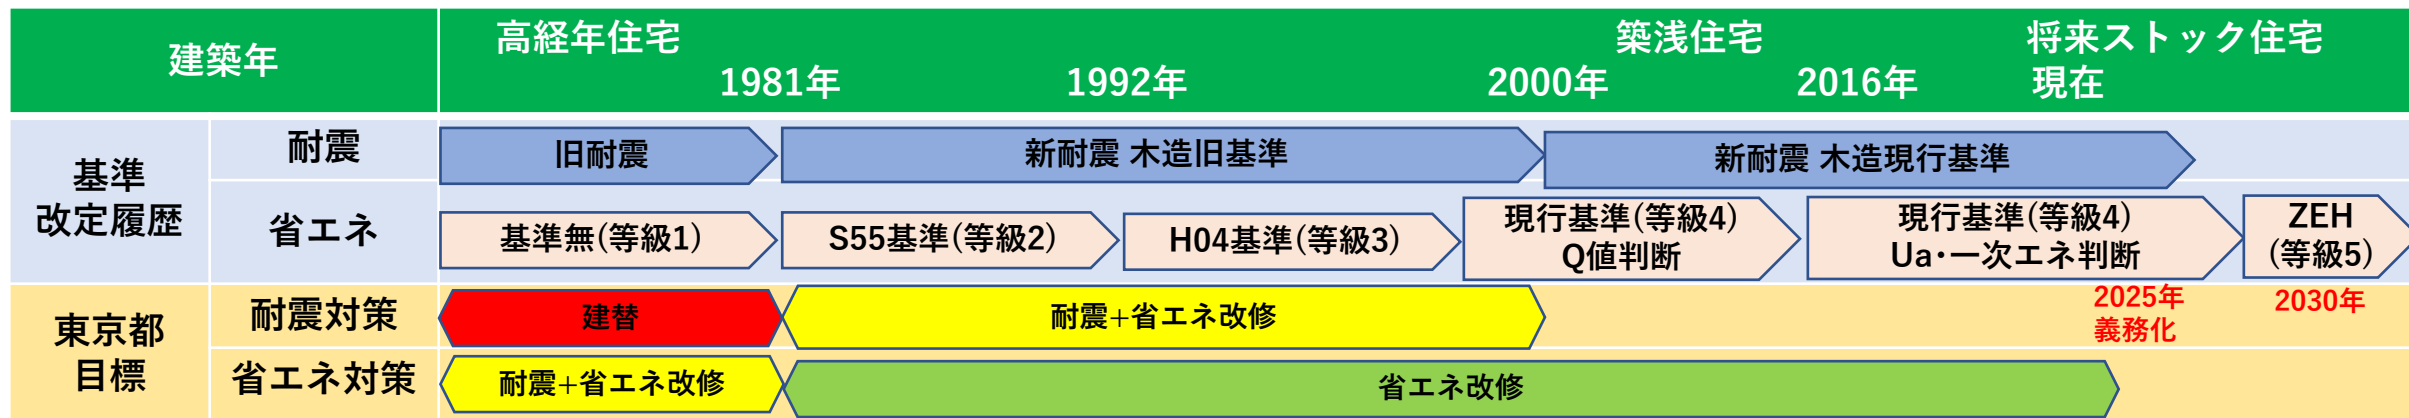 建築年
高経年住宅
築浅住宅
将来ストック住宅
1981年
1992年
2000年
2016年
現在
基準
改定履歴
耐震
旧耐震
新耐震 木造旧基準
新耐震 木造現行基準
省エネ
基準無(等級1)
S55基準(等級2)
H04基準(等級3)
現行基準(等級4)
Q値判断
現行基準(等級4)
Ua･一次エネ判断
ZEH
(等級5)
東京都
目標
耐震対策
建替
耐震+省エネ改修
2025年
義務化
2030年
省エネ対策
耐震+省エネ改修
省エネ改修